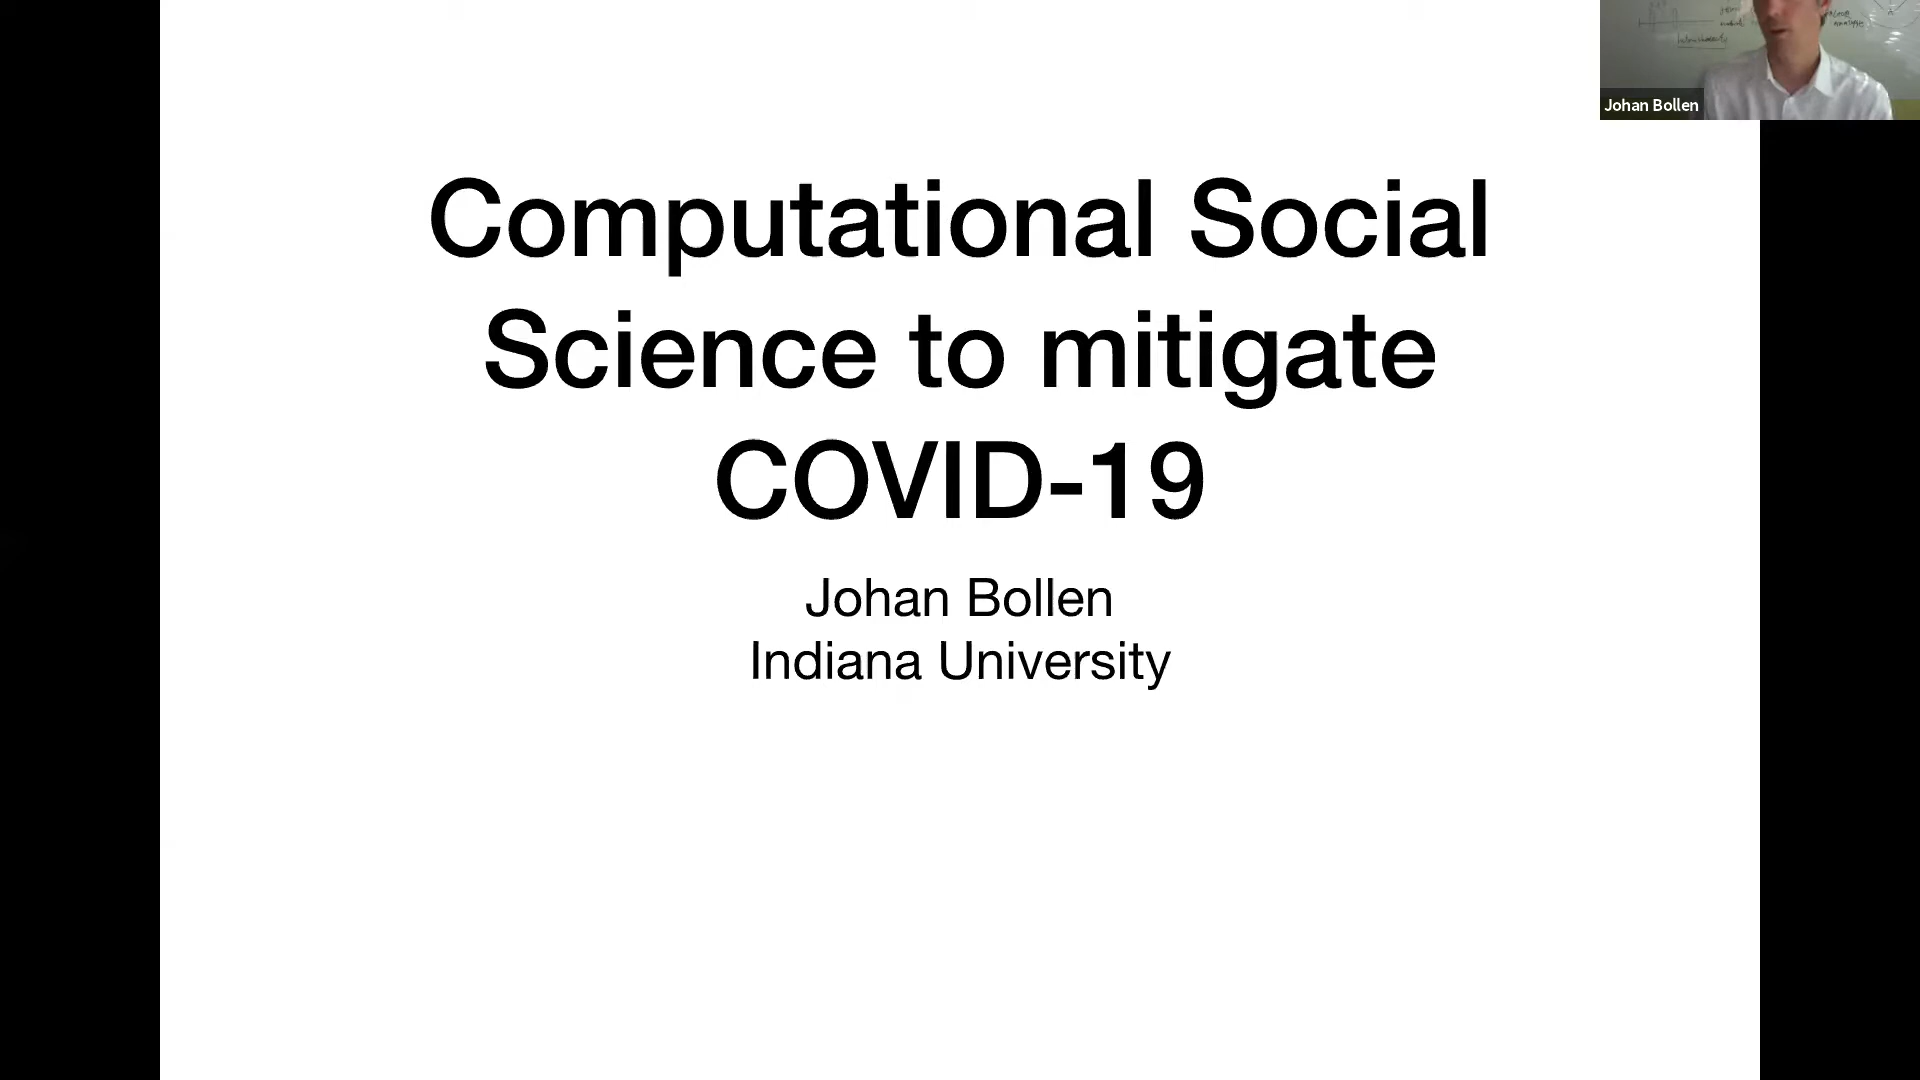 Computational Social
Science to mitigate
COVID-19
Johan Bollen
Indiana University
Johan Bollen